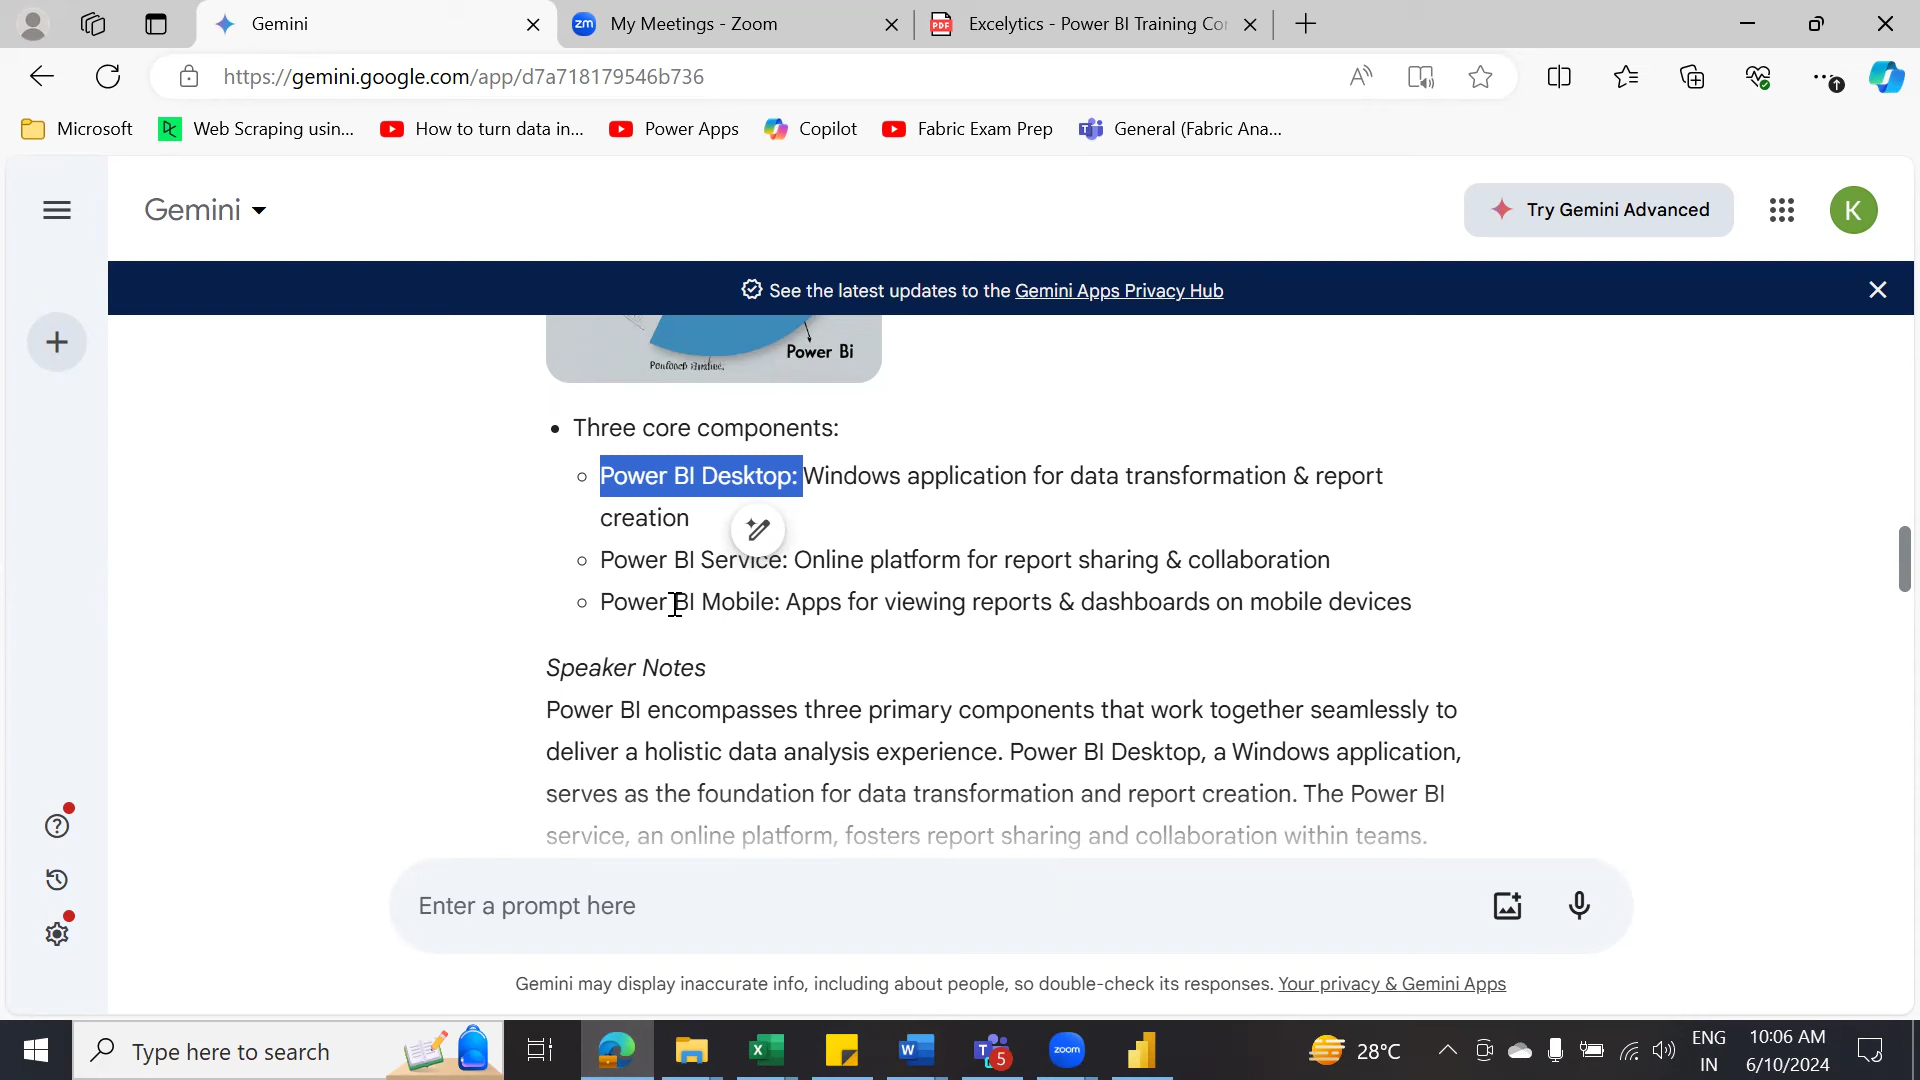 Gemini
My Meetings - Zoom
Excelytics - Power BI Training Co
https://gemini.google.com/app/d7a718179546b736
Microsoft
Web Scraping usin...
How to turn data in...
Power Apps
Copilot
Fabric Exam Prep
General (Fabric Ana...
Gemini
Try Gemini Advanced
K
See the latest updates to the Gemini Apps Privacy Hub
Power Bi
• Three core components:
Power BI Desktop: Windows application for data transformation & report
creation
Power BI Service: Online platform for report sharing & collaboration
Power BI Mobile: Apps for viewing reports & dashboards on mobile devices
Speaker Notes
Power BI encompasses three primary components that work together seamlessly to
deliver a holistic data analysis experience. Power BI Desktop, a Windows application,
serves as the foundation for data transformation and report creation. The Power BI
service, an online platform, fosters report sharing and collaboration within teams.
Enter a prompt here
Gemini may display inaccurate info, including about people, so double-check its responses. Your privacy & Gemini Apps
Type here to search
5
zoom
28°C
ENG
IN
10:06 AM
6/10/2024